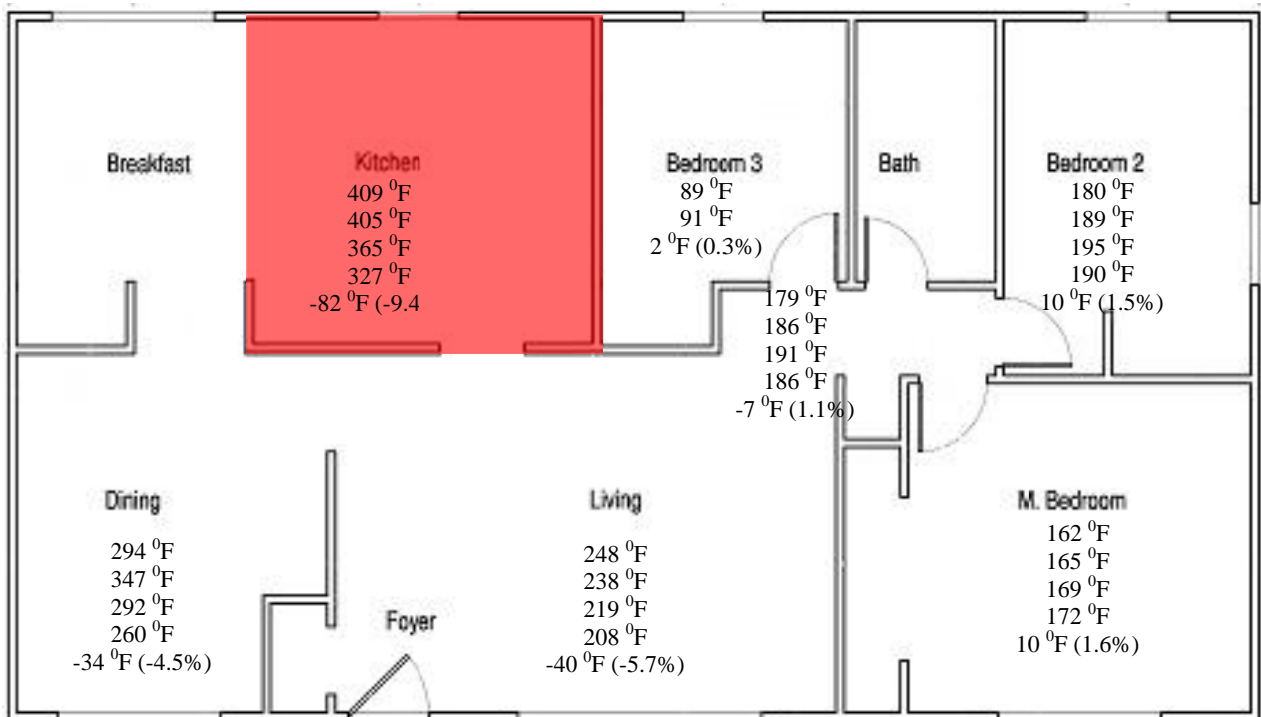 Breakfast
Kitchen
409 ⁰F
405 ⁰F
365 ⁰F
327 ⁰F
-82 ⁰F (-9.4
Bedroom 3
89 ⁰F
91 ⁰F
2 ⁰F (0.3%)
Bath
Bedroom 2
180 ⁰F
189 ⁰F
195 ⁰F
190 ⁰F
10 ⁰F (1.5%)
179 ⁰F
186 ⁰F
191 ⁰F
186 ⁰F
-7 ⁰F (1.1%)
Dining
294 ⁰F
347 ⁰F
292 ⁰F
260 ⁰F
-34 ⁰F (-4.5%)
Foyer
Living
248 ⁰F
238 ⁰F
219 ⁰F
208 ⁰F
-40 ⁰F (-5.7%)
M. Bedroom
162 ⁰F
165 ⁰F
169 ⁰F
172 ⁰F
10 ⁰F (1.6%)